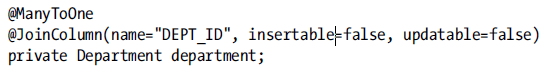 @ManyToOne
@JoinColumn(name="DEPT_ID", insertable=false, updatable=false)
private Department department;